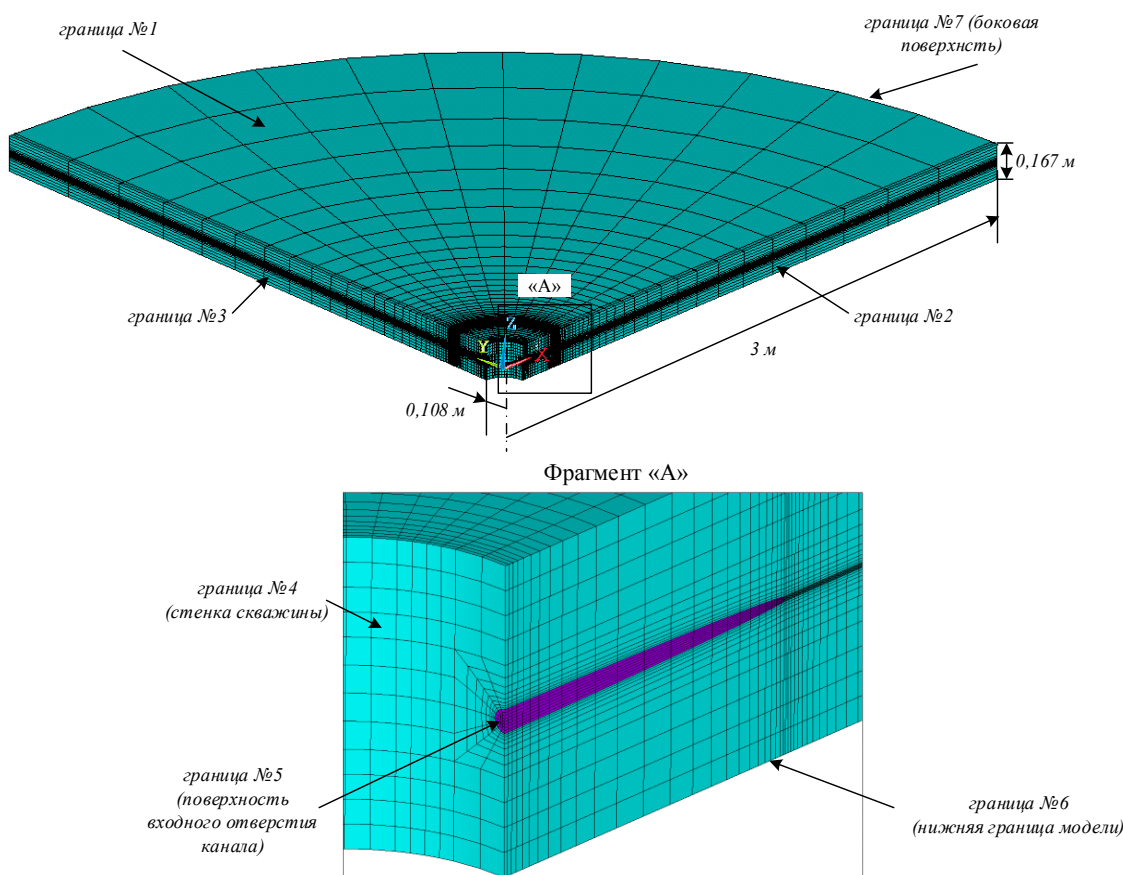 граница №1
граница №7 (боковая
поверхнсть)
0,167 м
«А»
граница №3
граница №2
Z
Y
X
3 м
0,108 м
Фрагмент «А»
граница №4
(стенка скважины)
граница №5
(поверхность
входного отверстия
канала)
граница №6
(нижняя граница модели)